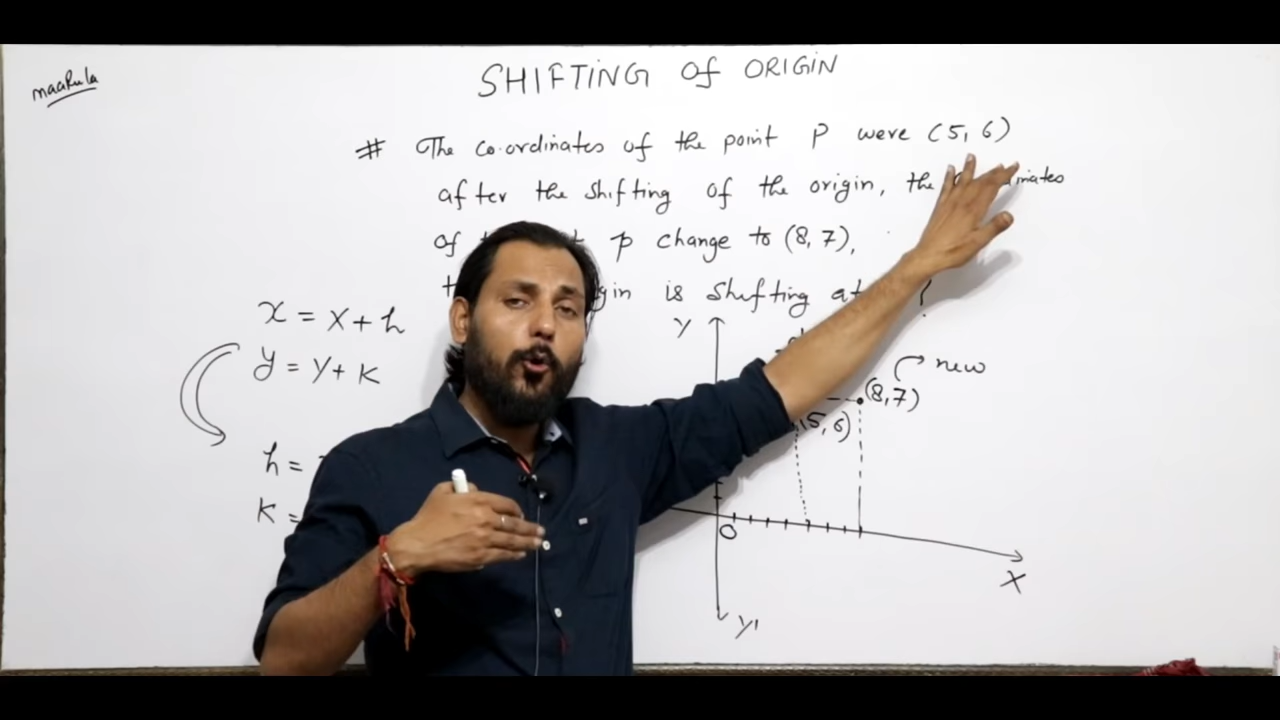 maaRula
SHIFTING Of ORIGIN
# The co-ordinates of the point P were (5, 6)
after the shifting of the origin, the
of p change to (8, 7),
is shifting at ?
x = X + h
y = Y + K
h =
K =
Y
new
(8,7)
(5, 6)
O
X
Y'